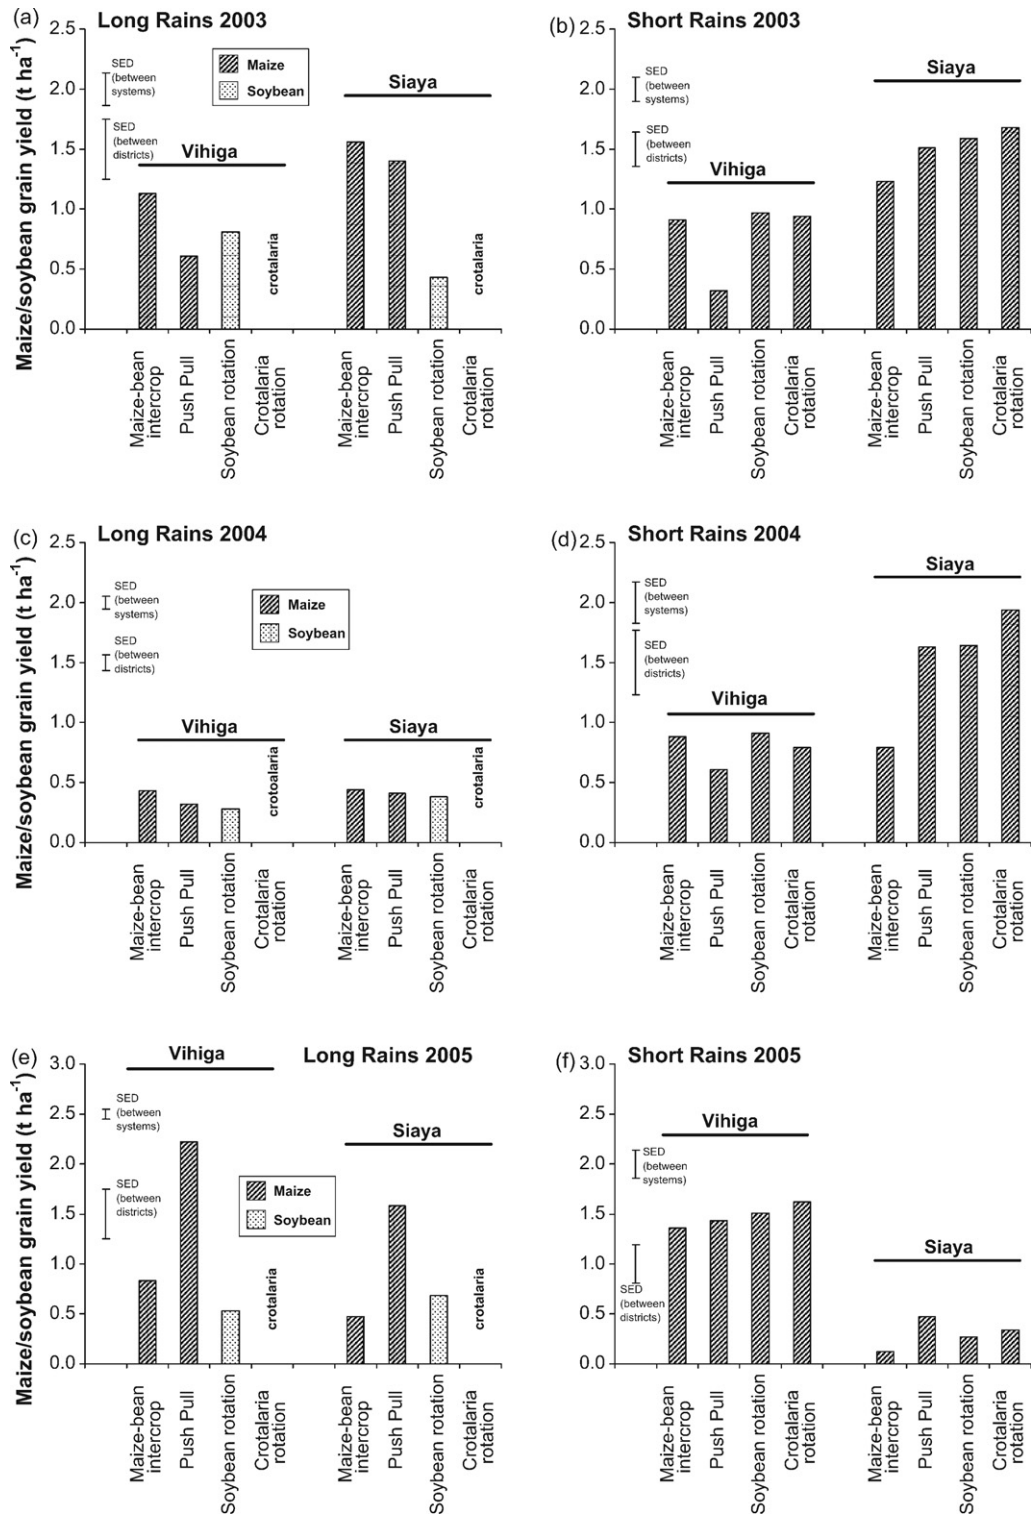 (a)
Long Rains 2003
Maize/soybean grain yield (t ha-1)
2.5
2.0
1.5
1.0
0.5
0.0
SED
(between
systems)
SED
(between
districts)
Maize
Soybean
Vihiga
Siaya
crotalaria
crotalaria
Maize-bean
intercrop
Push Pull
Soybean rotation
Crotalaria
rotation
Maize-bean
intercrop
Push Pull
Soybean rotation
Crotalaria
rotation
(b)
Short Rains 2003
2.5
2.0
1.5
1.0
0.5
0.0
SED
(between
systems)
SED
(between
districts)
Vihiga
Siaya
Maize-bean
intercrop
Push Pull
Soybean rotation
Crotalaria
rotation
Maize-bean
intercrop
Push Pull
Soybean rotation
Crotalaria
rotation
(c)
Long Rains 2004
Maize/soybean grain yield (t ha-1)
2.5
2.0
1.5
1.0
0.5
0.0
SED
(between
systems)
SED
(between
districts)
Maize
Soybean
Vihiga
Siaya
crotoalaria
crotalaria
Maize-bean
intercrop
Push Pull
Soybean rotation
Crotalaria
rotation
Maize-bean
intercrop
Push Pull
Soybean rotation
Crotalaria
rotation
(d)
Short Rains 2004
2.5
2.0
1.5
1.0
0.5
0.0
SED
(between
systems)
SED
(between
districts)
Vihiga
Siaya
Maize-bean
intercrop
Push Pull
Soybean rotation
Crotalaria
rotation
Maize-bean
intercrop
Push Pull
Soybean rotation
Crotalaria
rotation
(e)
Long Rains 2005
Maize/soybean grain yield (t ha-1)
3.0
2.5
2.0
1.5
1.0
0.5
0.0
SED
(between
systems)
SED
(between
districts)
Maize
Soybean
Vihiga
Siaya
crotalaria
crotalaria
Maize-bean
intercrop
Push Pull
Soybean rotation
Crotalaria
rotation
Maize-bean
intercrop
Push Pull
Soybean rotation
Crotalaria
rotation
(f)
Short Rains 2005
3.0
2.5
2.0
1.5
1.0
0.5
0.0
SED
(between
systems)
SED
(between
districts)
Vihiga
Siaya
Maize-bean
intercrop
Push Pull
Soybean rotation
Crotalaria
rotation
Maize-bean
intercrop
Push Pull
Soybean rotation
Crotalaria
rotation